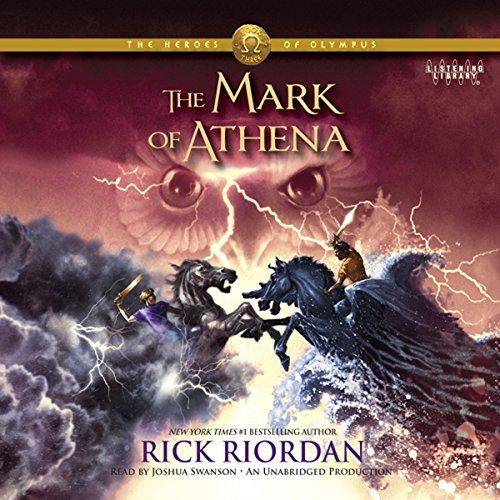 THE HEROES OF OLYMPUS
BOOK
THREE
LISTENING
LIBRARY®
THE MARK
OF ATHENA
NEW YORK TIMES #1 BESTSELLING AUTHOR
RICK RIORDAN
READ BY JOSHUA SWANSON • AN UNABRIDGED PRODUCTION